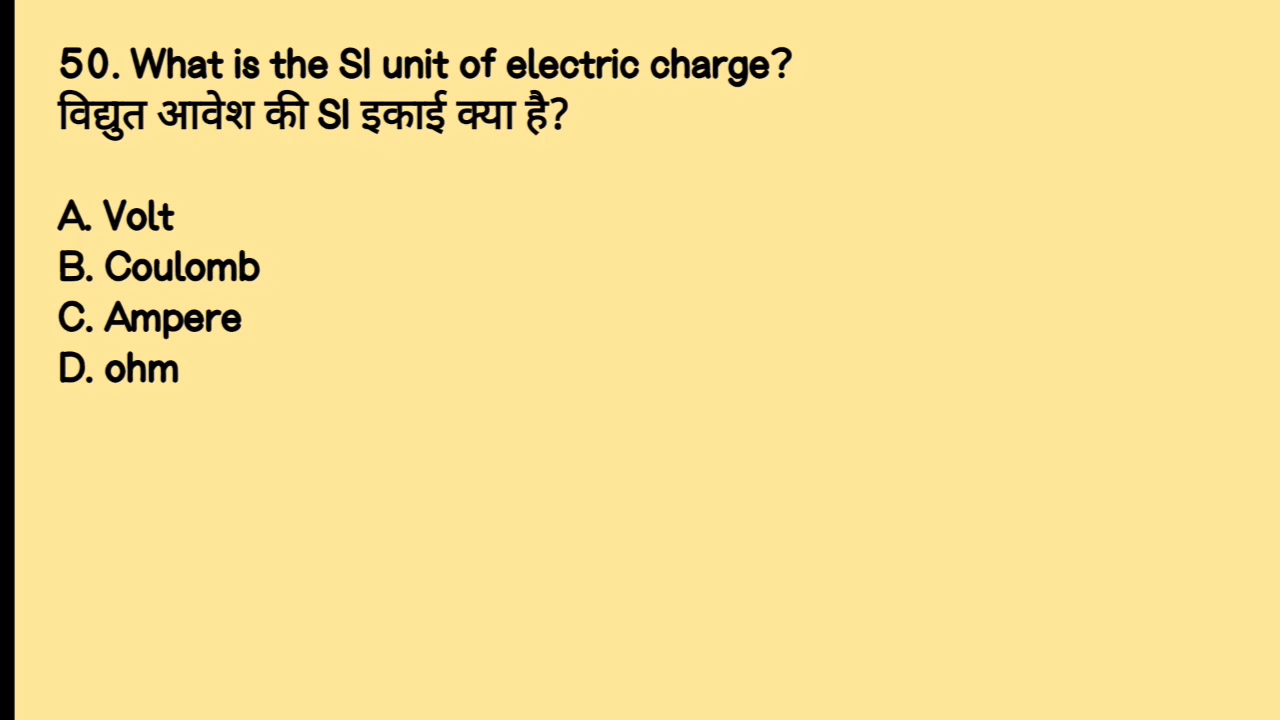 50. What is the SI unit of electric charge?
विद्युत आवेश की SI इकाई क्या है?
A. Volt
B. Coulomb
C. Ampere
D. ohm